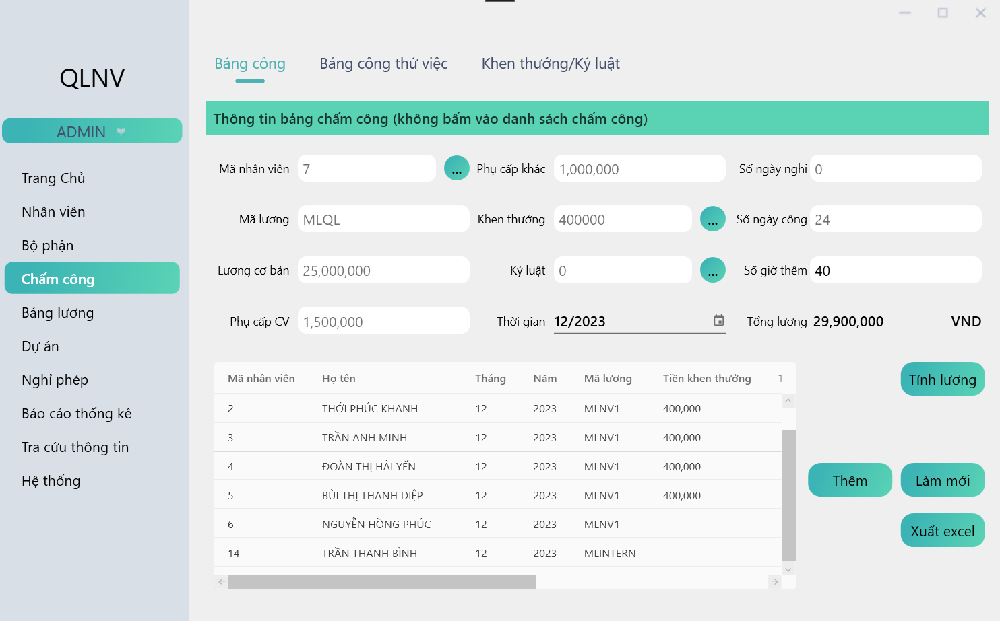 QLNV
ADMIN
Trang Chủ
Nhân viên
Bộ phận
Chấm công
Bảng lương
Dự án
Nghỉ phép
Báo cáo thống kê
Tra cứu thông tin
Hệ thống
Bảng công Bảng công thử việc Khen thưởng/Kỷ luật
Thông tin bảng chấm công (không bấm vào danh sách chấm công)
Mã nhân viên 7 ... Phụ cấp khác 1,000,000 Số ngày nghỉ 0
Mã lương MLQL Khen thưởng 400000 ... Số ngày công 24
Lương cơ bản 25,000,000 Kỷ luật 0 ... Số giờ thêm 40
Phụ cấp CV 1,500,000 Thời gian 12/2023 Tổng lương 29,900,000 VND
Mã nhân viên Họ tên Tháng Năm Mã lương Tiền khen thưởng
2 THỚI PHÚC KHANH 12 2023 MLNV1 400,000
3 TRẦN ANH MINH 12 2023 MLNV1 400,000
4 ĐOÀN THỊ HẢI YẾN 12 2023 MLNV1 400,000
5 BÙI THỊ THANH DIỆP 12 2023 MLNV1 400,000
6 NGUYỄN HỒNG PHÚC 12 2023 MLNV1
14 TRẦN THANH BÌNH 12 2023 MLINTERN
Tính lương
Thêm Làm mới
Xuất excel